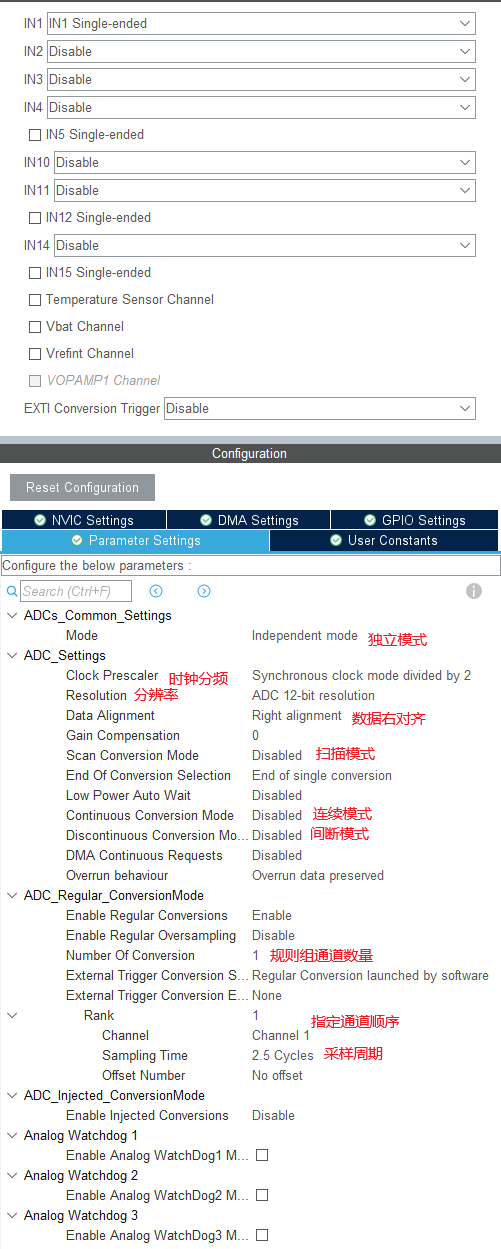 IN1 IN1 Single-ended
IN2 Disable
IN3 Disable
IN4 Disable
IN5 Single-ended
IN10 Disable
IN11 Disable
IN12 Single-ended
IN14 Disable
IN15 Single-ended
Temperature Sensor Channel
Vbat Channel
Vrefint Channel
VOPAMP1 Channel
EXTI Conversion Trigger Disable
Configuration
Reset Configuration
NVIC Settings DMA Settings GPIO Settings
Parameter Settings User Constants
Configure the below parameters :
Search (Ctrl+F)
ADCs_Common_Settings
Mode Independent mode 独立模式
ADC_Settings
Clock Prescaler 时钟分频 Synchronous clock mode divided by 2
Resolution 分辨率 ADC 12-bit resolution
Data Alignment Right alignment 数据右对齐
Gain Compensation 0
Scan Conversion Mode Disabled 扫描模式
End Of Conversion Selection End of single conversion
Low Power Auto Wait Disabled
Continuous Conversion Mode Disabled 连续模式
Discontinuous Conversion Mo... Disabled 间断模式
DMA Continuous Requests Disabled
Overrun behaviour Overrun data preserved
ADC_Regular_ConversionMode
Enable Regular Conversions Enable
Enable Regular Oversampling Disable
Number Of Conversion 1 规则组通道数量
External Trigger Conversion S... Regular Conversion launched by software
External Trigger Conversion E... None
Rank 1 指定通道顺序
Channel Channel 1
Sampling Time 2.5 Cycles 采样周期
Offset Number No offset
ADC_Injected_ConversionMode
Enable Injected Conversions Disable
Analog Watchdog 1
Enable Analog WatchDog1 M...
Analog Watchdog 2
Enable Analog WatchDog2 M...
Analog Watchdog 3
Enable Analog WatchDog3 M...